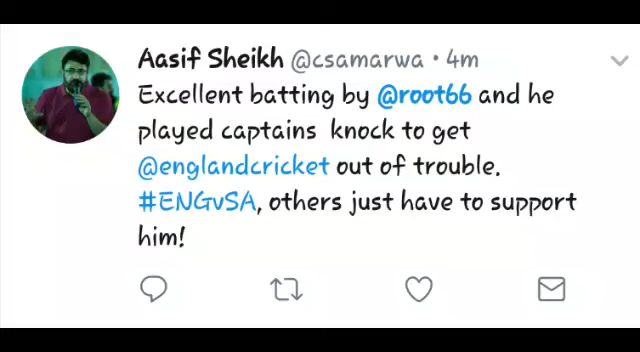 Aasif Sheikh @csamarwa • 4m
Excellent batting by @root66 and he
played captains knock to get
@englandcricket out of trouble.
#ENGvSA, others just have to support
him!